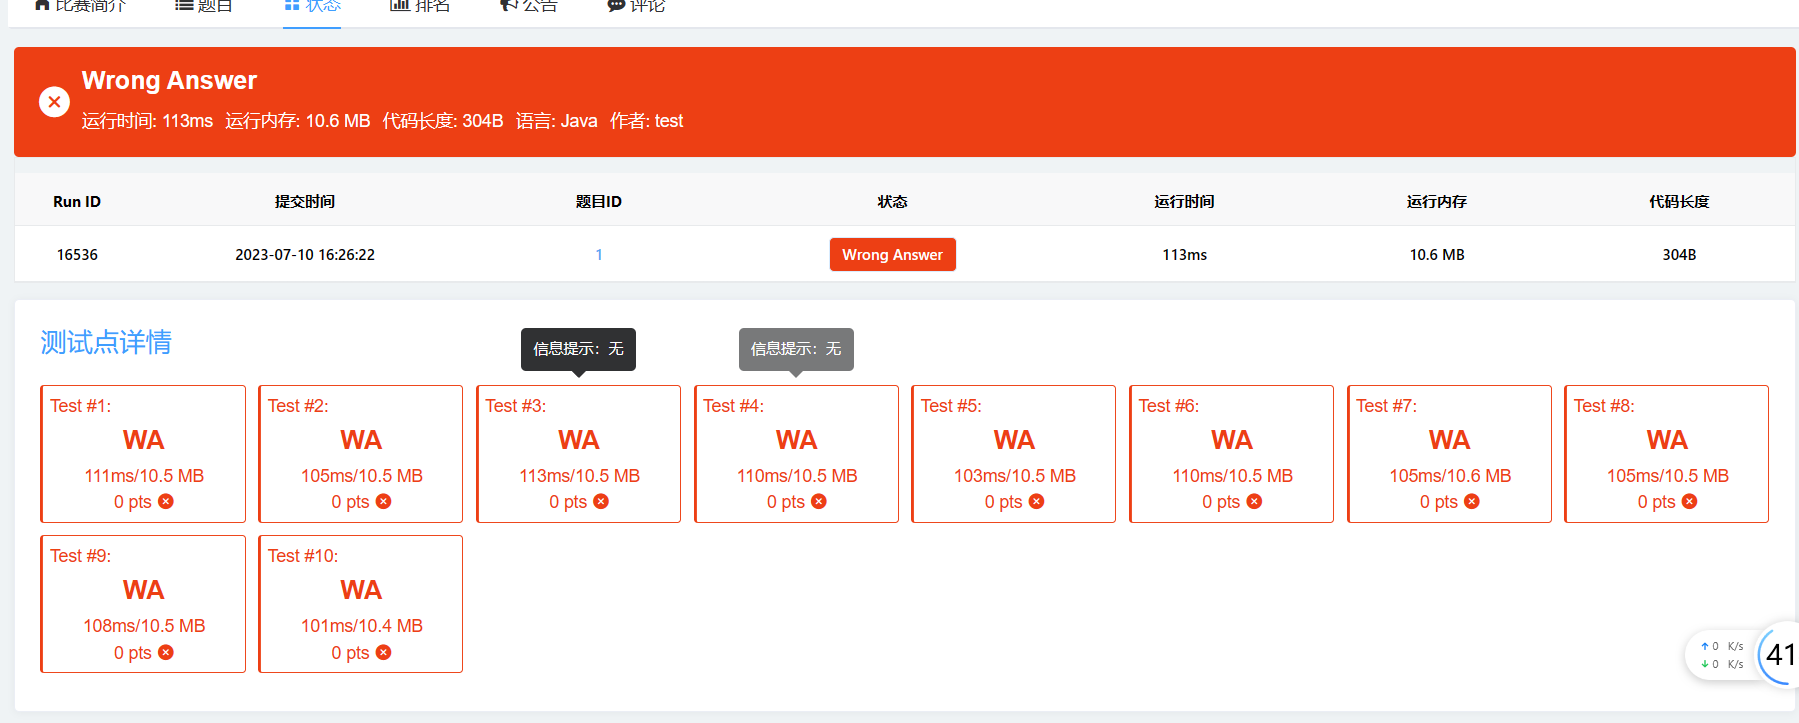 比赛简介 题目 状态 排名 公告 评论
Wrong Answer
运行时间: 113ms 运行内存: 10.6 MB 代码长度: 304B 语言: Java 作者: test
Run ID 提交时间 题目ID 状态 运行时间 运行内存 代码长度
16536 2023-07-10 16:26:22 1 Wrong Answer 113ms 10.6 MB 304B
测试点详情
信息提示：无 信息提示：无
Test #1: Test #2: Test #3: Test #4: Test #5: Test #6: Test #7: Test #8:
WA WA WA WA WA WA WA WA
111ms/10.5 MB 105ms/10.5 MB 113ms/10.5 MB 110ms/10.5 MB 103ms/10.5 MB 110ms/10.5 MB 105ms/10.6 MB 105ms/10.5 MB
0 pts 0 pts 0 pts 0 pts 0 pts 0 pts 0 pts 0 pts
Test #9: Test #10:
WA WA
108ms/10.5 MB 101ms/10.4 MB
0 pts 0 pts
0 K/s
0 K/s
41